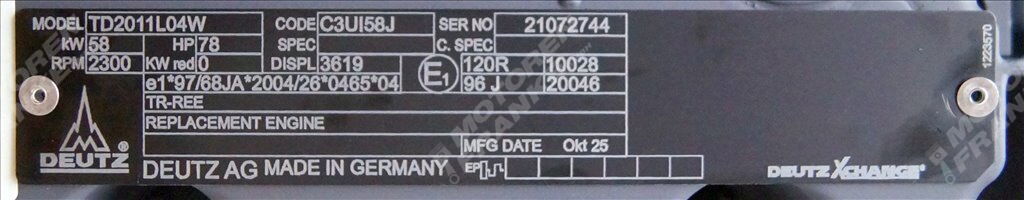 MODEL TD2011L04W CODE C3UI58J SER NO 21072744
kW 58 HP 78 SPEC C. SPEC
RPM 2300 KW red 0 DISPL 3619 E1 120R 10028
e1*97/68JA*2004/26*0465*04 96 J 20046
TR-REE
REPLACEMENT ENGINE
MFG DATE Okt 25
DEUTZ ® DEUTZ AG MADE IN GERMANY EP DEUTZ XCHANGE®
1223570
MOTOREN
FRANKE